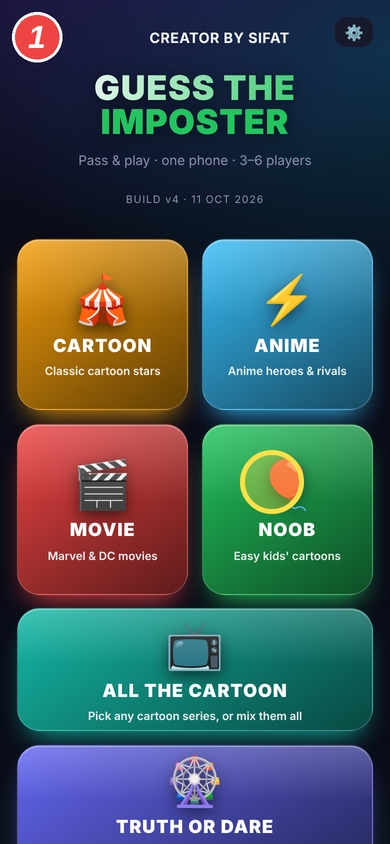 1
CREATOR BY SIFAT
GUESS THE
IMPOSTER
Pass & play · one phone · 3–6 players
BUILD v4 · 11 OCT 2026
CARTOON
Classic cartoon stars
ANIME
Anime heroes & rivals
MOVIE
Marvel & DC movies
NOOB
Easy kids' cartoons
ALL THE CARTOON
Pick any cartoon series, or mix them all
TRUTH OR DARE